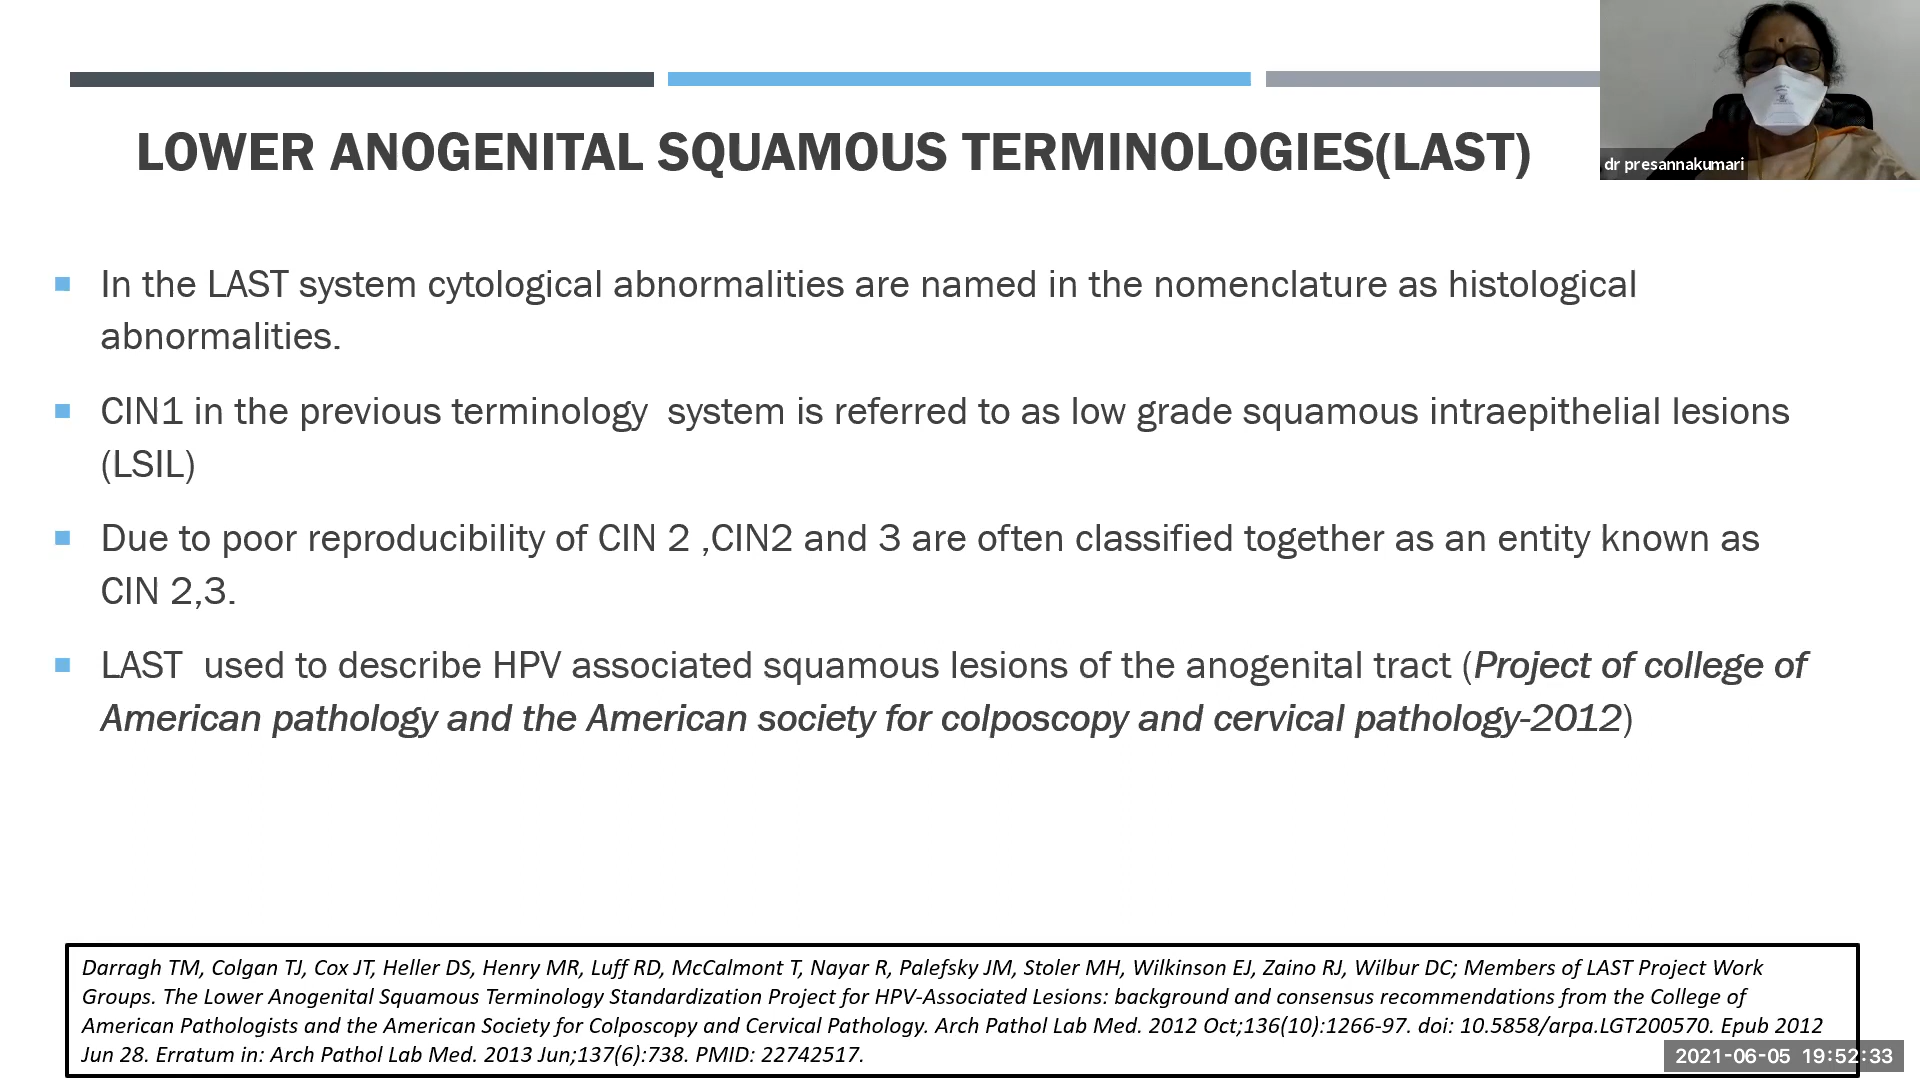 LOWER ANOGENITAL SQUAMOUS TERMINOLOGIES(LAST)
dr presannakumari
In the LAST system cytological abnormalities are named in the nomenclature as histological
abnormalities.
CIN1 in the previous terminology system is referred to as low grade squamous intraepithelial lesions
(LSIL)
Due to poor reproducibility of CIN 2 ,CIN2 and 3 are often classified together as an entity known as
CIN 2,3.
LAST used to describe HPV associated squamous lesions of the anogenital tract (Project of college of
American pathology and the American society for colposcopy and cervical pathology-2012)
Darragh TM, Colgan TJ, Cox JT, Heller DS, Henry MR, Luff RD, McCalmont T, Nayar R, Palefsky JM, Stoler MH, Wilkinson EJ, Zaino RJ, Wilbur DC; Members of LAST Project Work
Groups. The Lower Anogenital Squamous Terminology Standardization Project for HPV-Associated Lesions: background and consensus recommendations from the College of
American Pathologists and the American Society for Colposcopy and Cervical Pathology. Arch Pathol Lab Med. 2012 Oct;136(10):1266-97. doi: 10.5858/arpa.LGT200570. Epub 2012
Jun 28. Erratum in: Arch Pathol Lab Med. 2013 Jun;137(6):738. PMID: 22742517.
2021-06-05 19:52:33